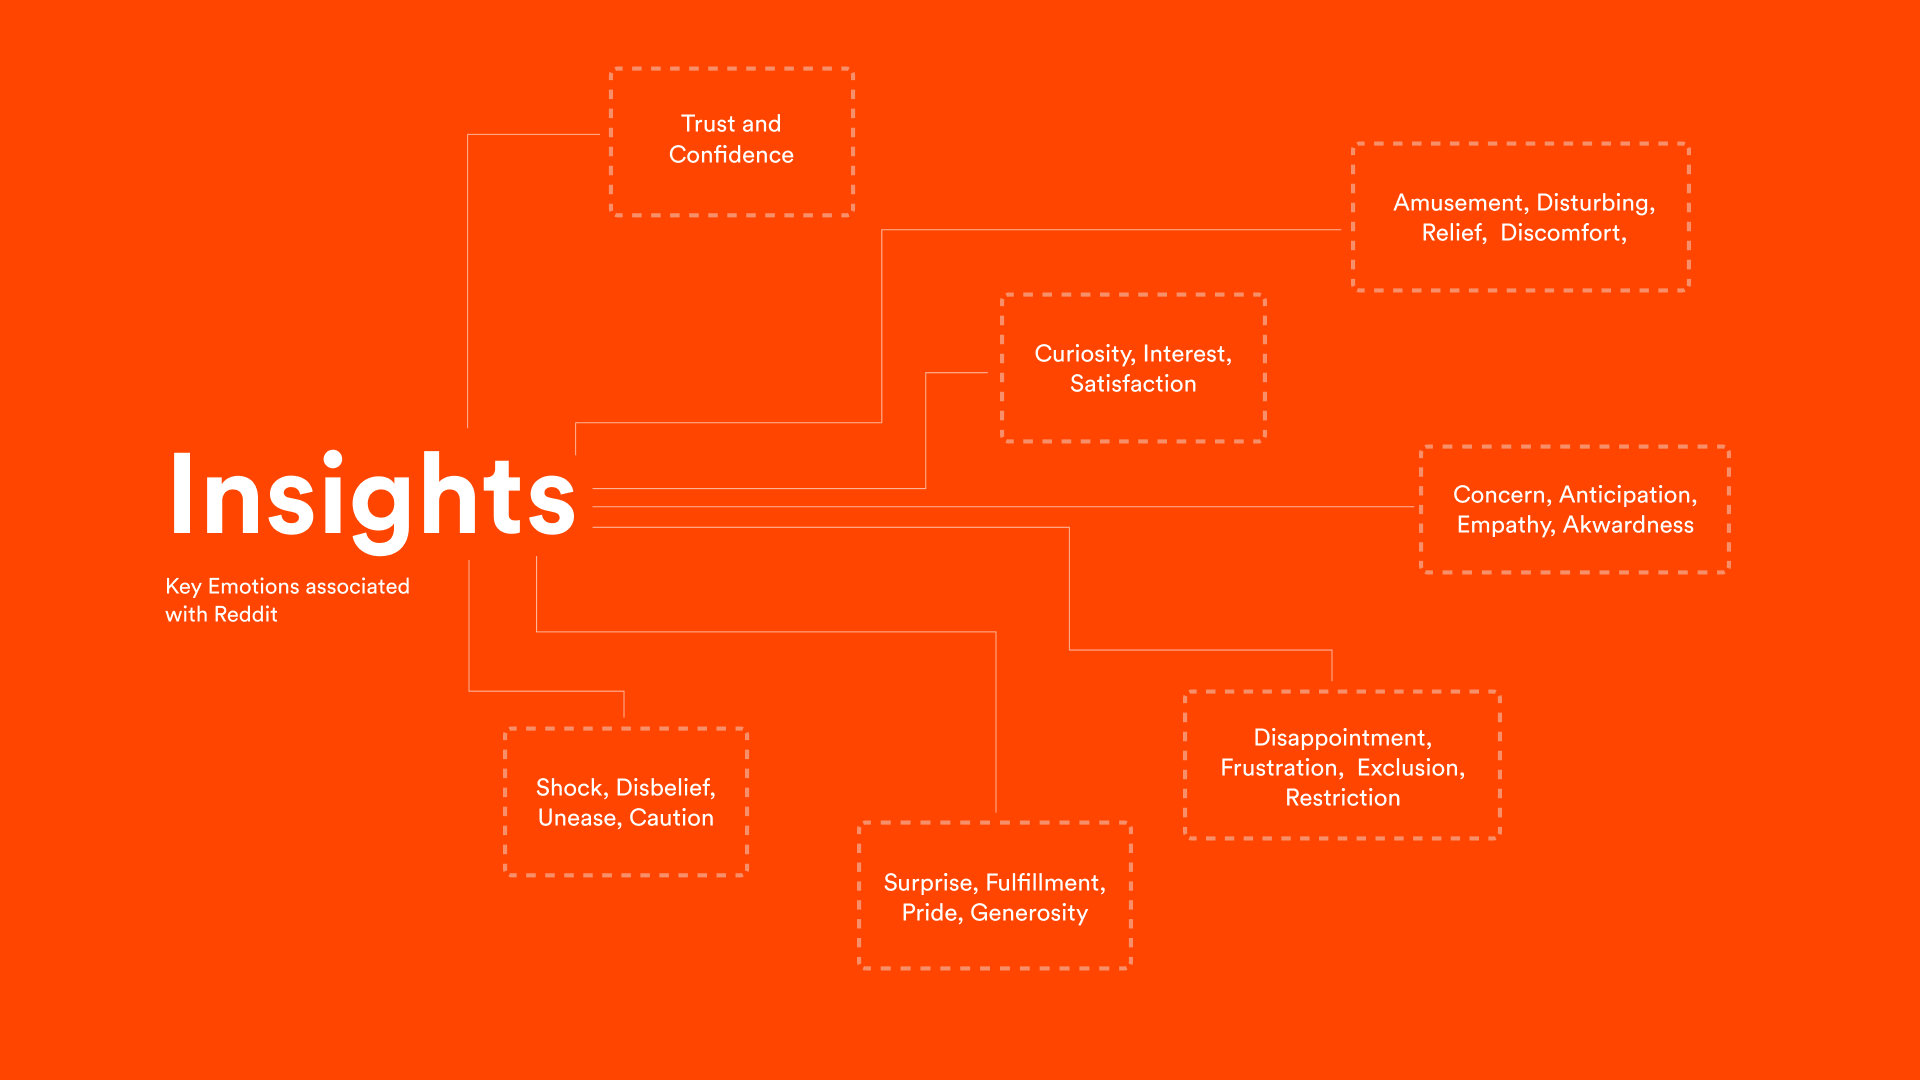 Trust and
Confidence
Amusement, Disturbing,
Relief,  Discomfort,
Curiosity, Interest,
Satisfaction
Insights
Key Emotions associated
with Reddit
Concern, Anticipation,
Empathy, Akwardness
Disappointment,
Frustration,  Exclusion,
Restriction
Shock, Disbelief,
Unease, Caution
Surprise, Fulfillment,
Pride, Generosity